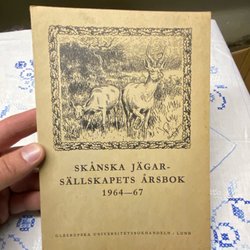 SKÅNSKA JÄGAR-
SÄLLSKAPETS ÅRSBOK
1964—67
GLEERUPSKA UNIVERSITETSBOKHANDELN . LUND